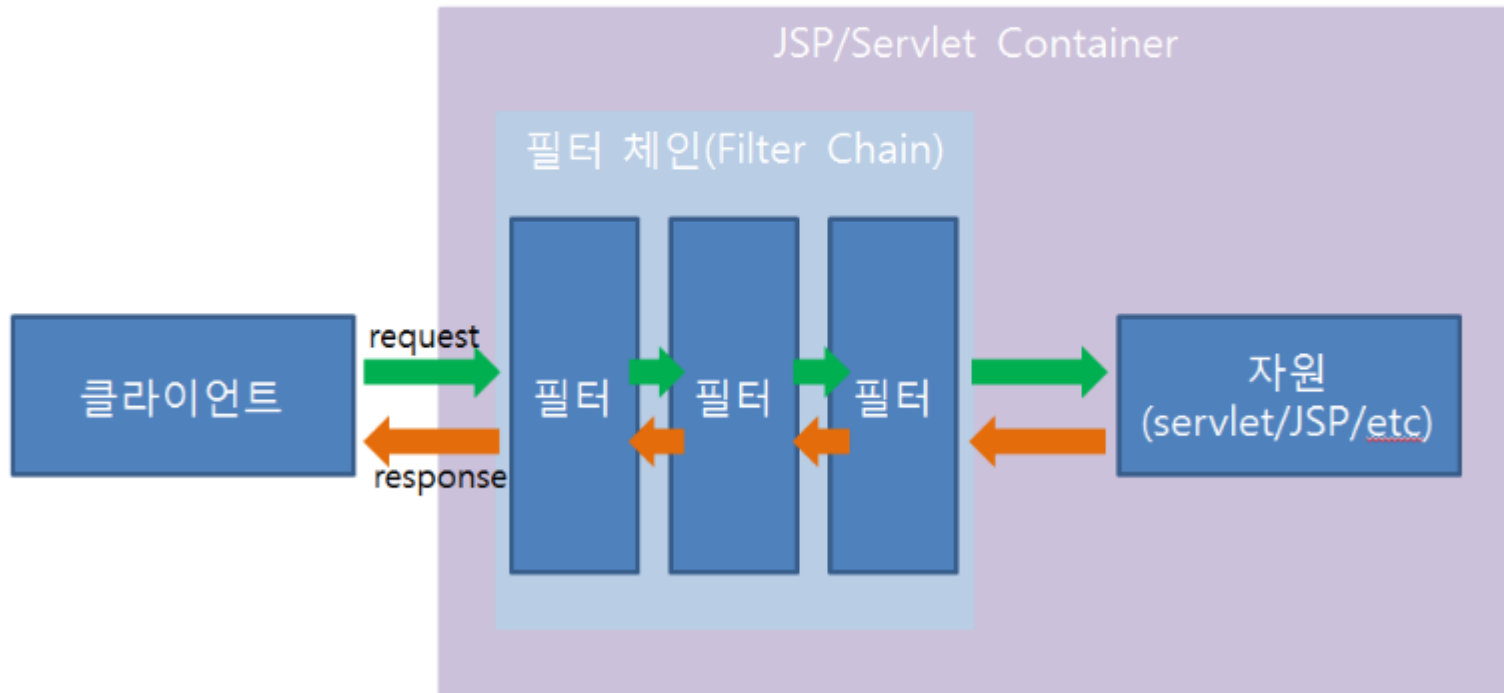 JSP/Servlet Container
필터 체인(Filter Chain)
클라이언트
request
response
필터
필터
필터
자원
(servlet/JSP/etc)